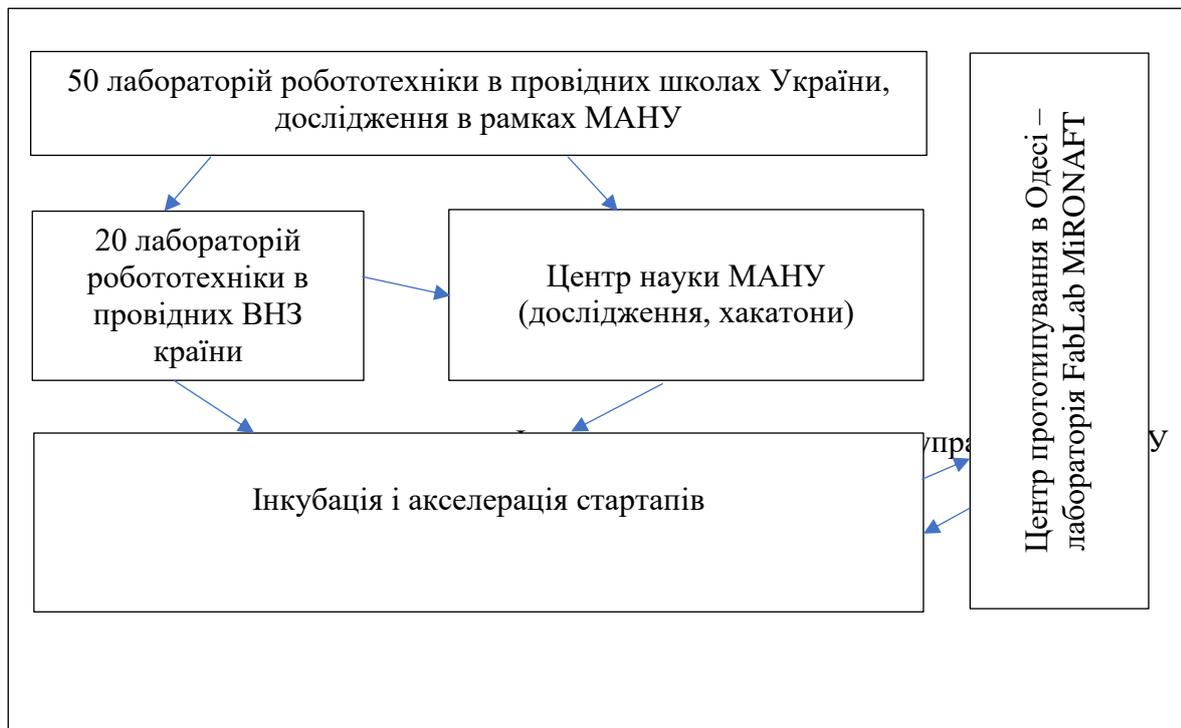 50 лабораторій робототехніки в провідних школах України,
дослідження в рамках МАНУ
20 лабораторій
робототехніки в
провідних ВНЗ
країни
Центр науки МАНУ
(дослідження, хакатони)
Інкубація і акселерація стартапів
Центр прототипування в Одесі –
лабораторія FabLab MiRONAFT